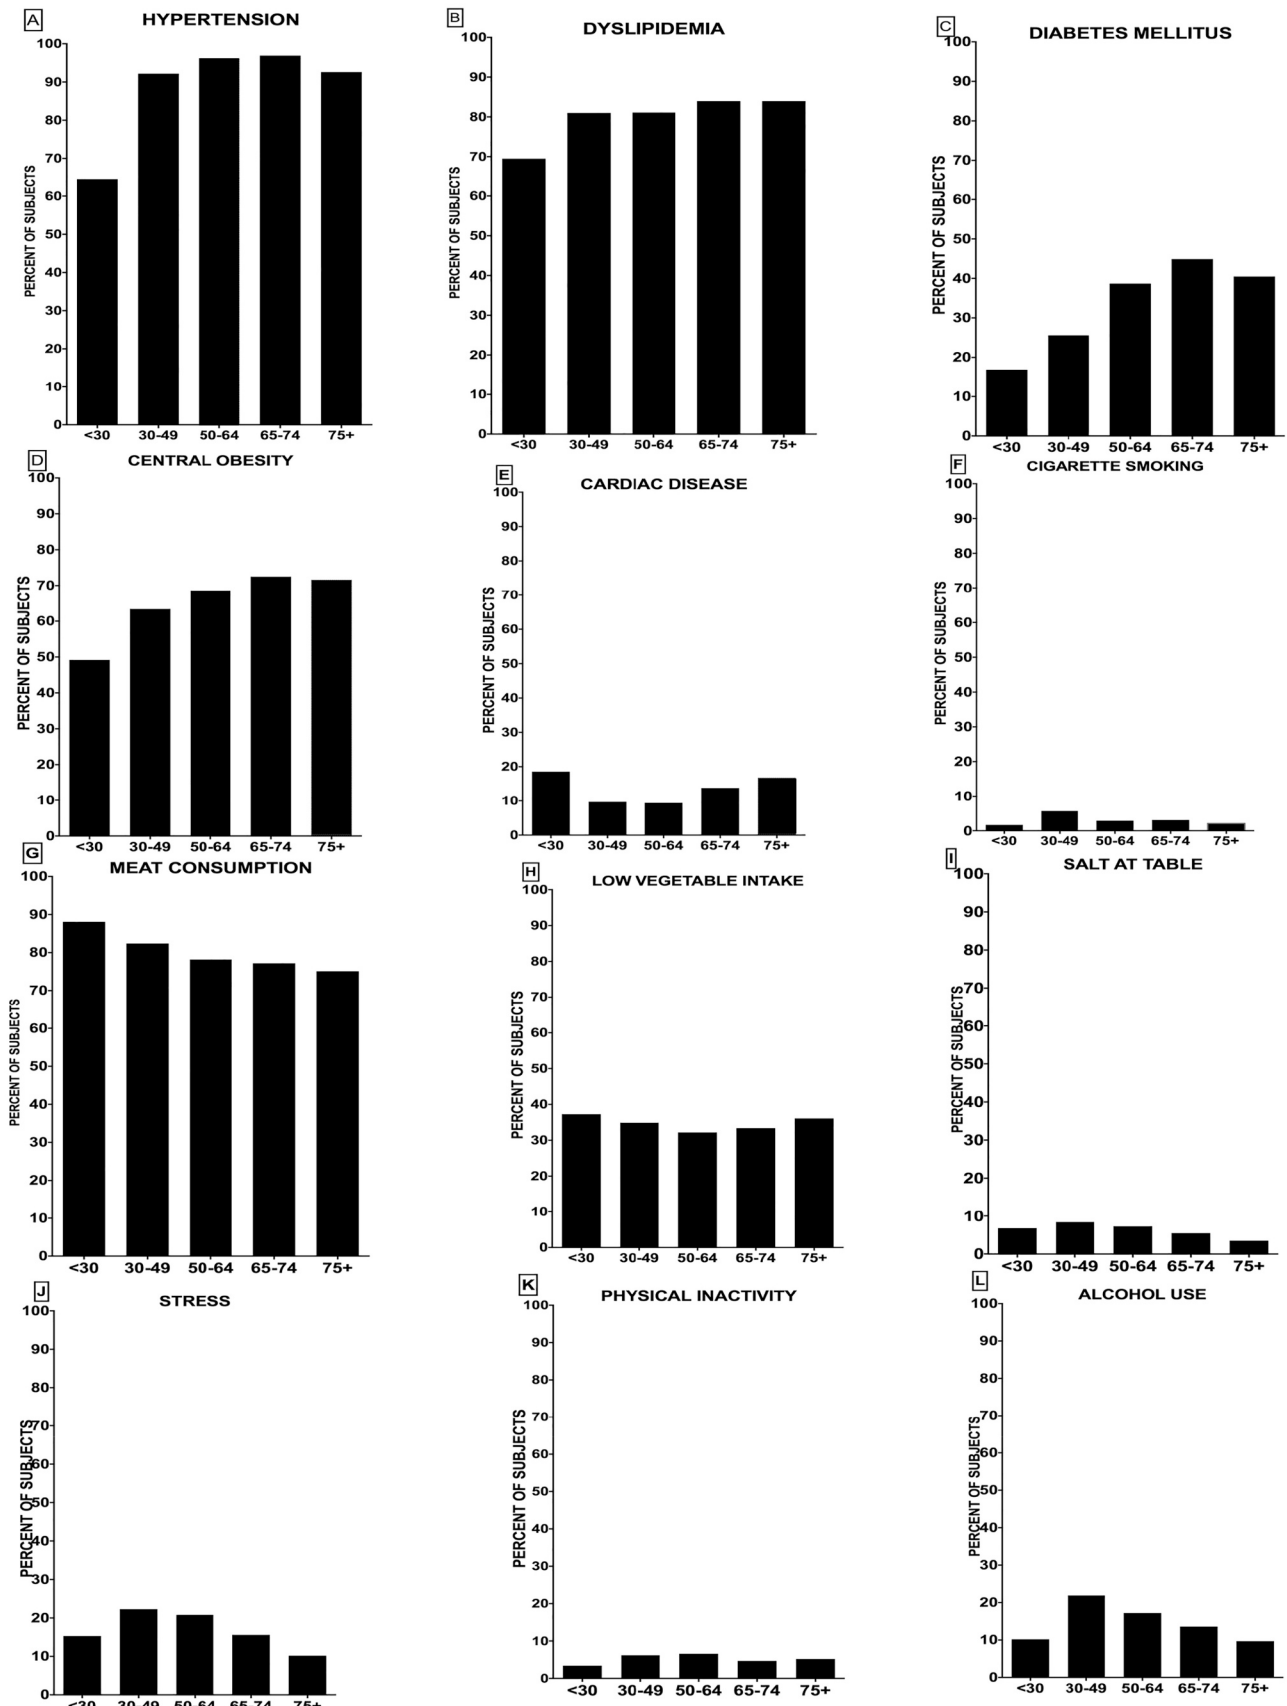 A
HYPERTENSION
PERCENT OF SUBJECTS
100
90
80
70
60
50
40
30
20
10
0
<30 30-49 50-64 65-74 75+
B
DYSLIPIDEMIA
PERCENT OF SUBJECTS
100
90
80
70
60
50
40
30
20
10
0
<30 30-49 50-64 65-74 75+
C
DIABETES MELLITUS
PERCENT OF SUBJECTS
100
90
80
70
60
50
40
30
20
10
0
<30 30-49 50-64 65-74 75+
D
CENTRAL OBESITY
PERCENT OF SUBJECTS
100
90
80
70
60
50
40
30
20
10
0
<30 30-49 50-64 65-74 75+
E
CARDIAC DISEASE
PERCENT OF SUBJECTS
100
90
80
70
60
50
40
30
20
10
0
<30 30-49 50-64 65-74 75+
F
CIGARETTE SMOKING
PERCENT OF SUBJECTS
100
90
80
70
60
50
40
30
20
10
0
<30 30-49 50-64 65-74 75+
G
MEAT CONSUMPTION
PERCENT OF SUBJECTS
100
90
80
70
60
50
40
30
20
10
0
<30 30-49 50-64 65-74 75+
H
LOW VEGETABLE INTAKE
PERCENT OF SUBJECTS
100
90
80
70
60
50
40
30
20
10
0
<30 30-49 50-64 65-74 75+
I
SALT AT TABLE
PERCENT OF SUBJECTS
100
90
80
70
60
50
40
30
20
10
0
<30 30-49 50-64 65-74 75+
J
STRESS
PERCENT OF SUBJECTS
100
90
80
70
60
50
40
30
20
10
0
<30 30-49 50-64 65-74 75+
K
PHYSICAL INACTIVITY
PERCENT OF SUBJECTS
100
90
80
70
60
50
40
30
20
10
0
<30 30-49 50-64 65-74 75+
L
ALCOHOL USE
PERCENT OF SUBJECTS
100
90
80
70
60
50
40
30
20
10
0
<30 30-49 50-64 65-74 75+